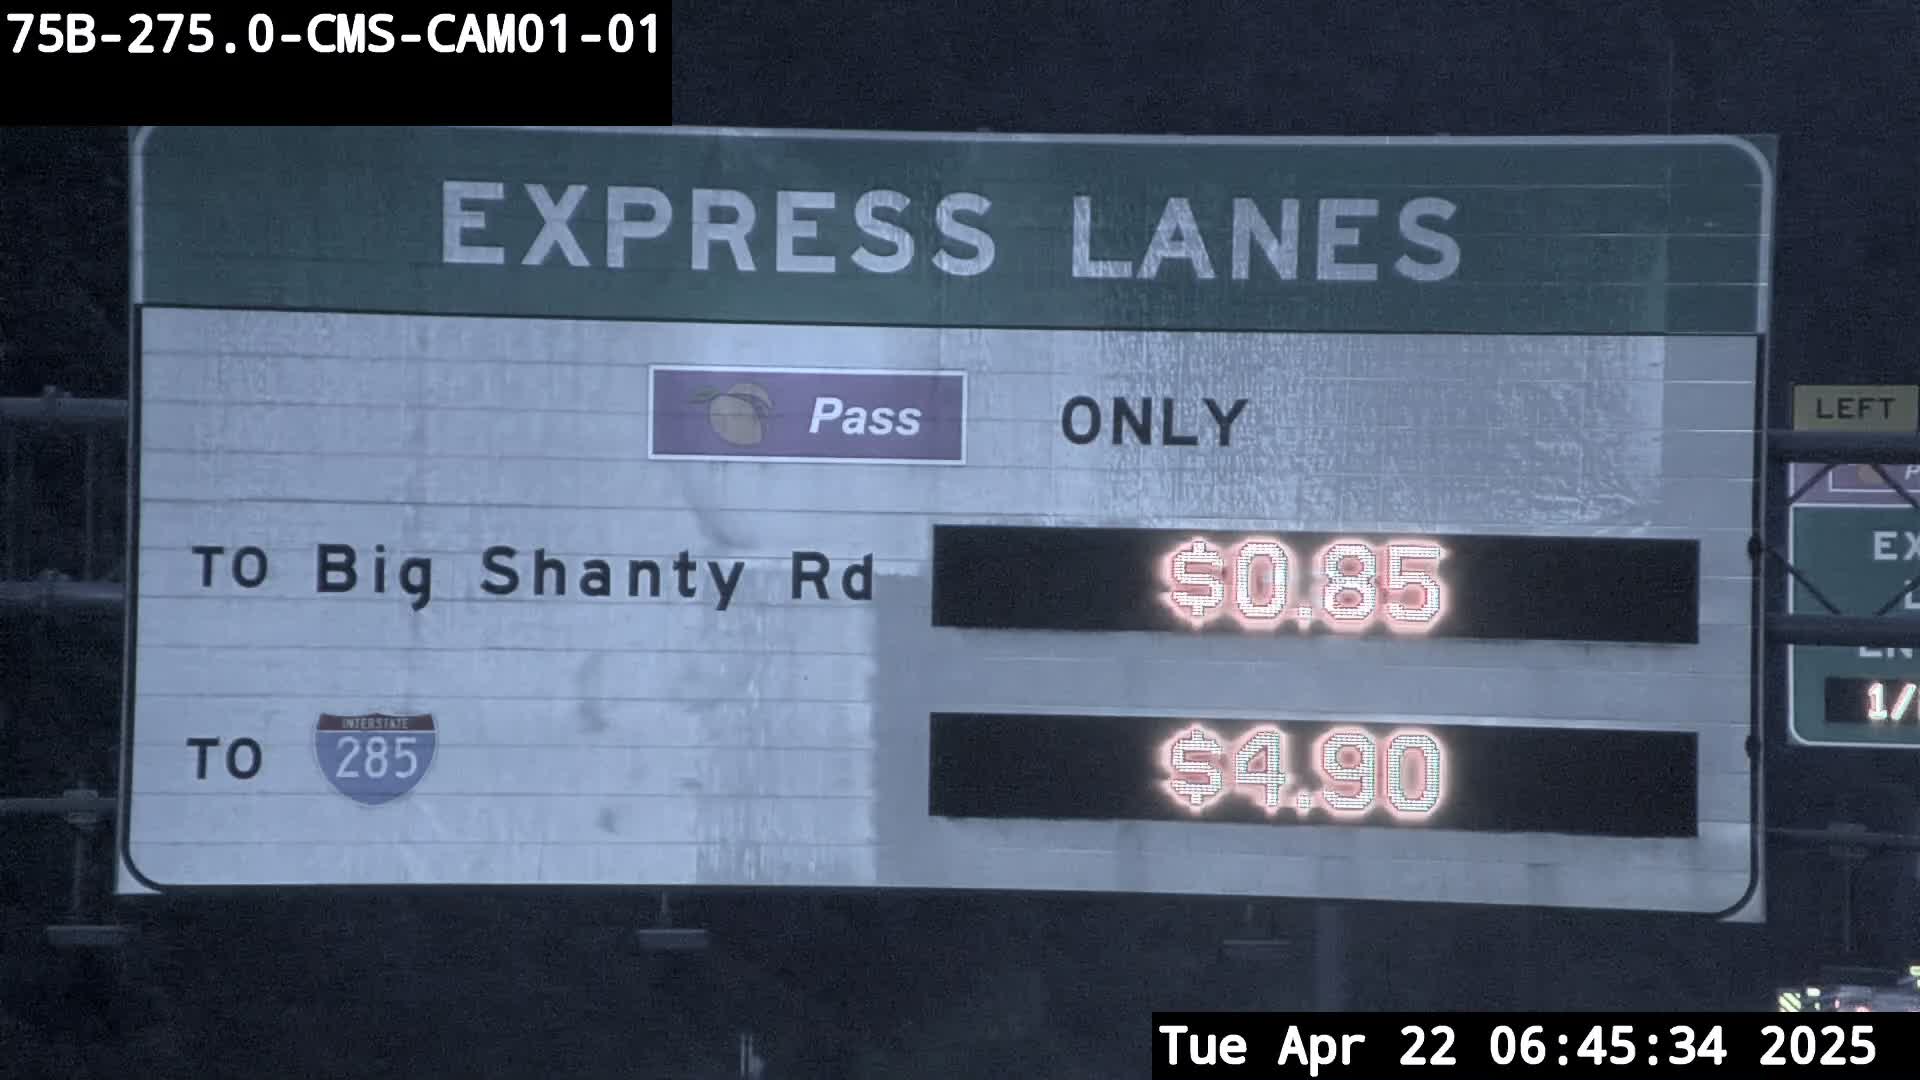 75B-275.0-CMS-CAM01-01
EXPRESS LANES
Pass ONLY
TO Big Shanty Rd $0.85
TO INTERSTATE 285 $4.90
LEFT
1/
Tue Apr 22 06:45:34 2025